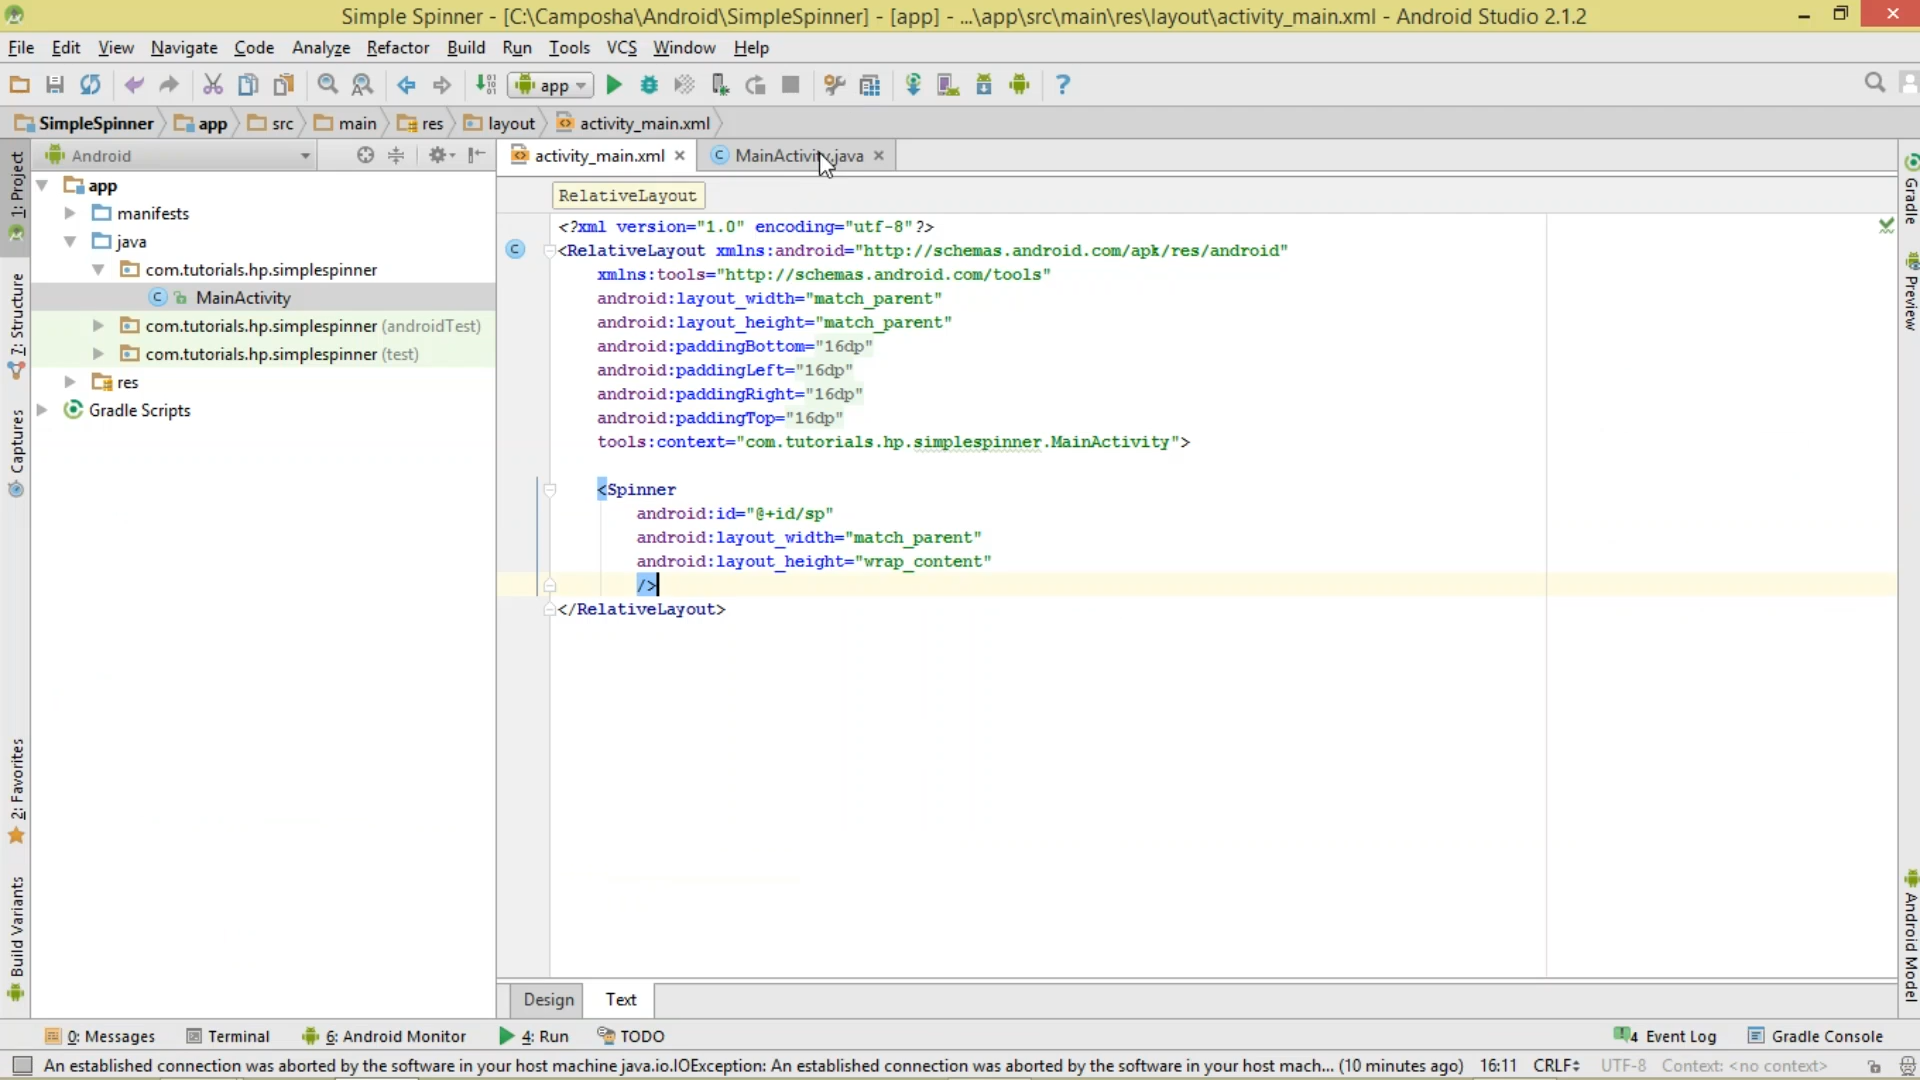 Simple Spinner - [C:\Camposha\Android\SimpleSpinner] - [app] - ...\app\src\main\res\layout\activity_main.xml - Android Studio 2.1.2
File Edit View Navigate Code Analyze Refactor Build Run Tools VCS Window Help
app
SimpleSpinner app src main res layout activity_main.xml
1: Project
7: Structure
Captures
2: Favorites
Build Variants
Android
app
manifests
java
com.tutorials.hp.simplespinner
MainActivity
com.tutorials.hp.simplespinner (androidTest)
com.tutorials.hp.simplespinner (test)
res
Gradle Scripts
activity_main.xml MainActivity.java
RelativeLayout
<?xml version="1.0" encoding="utf-8"?>
<RelativeLayout xmlns:android="http://schemas.android.com/apk/res/android"
xmlns:tools="http://schemas.android.com/tools"
android:layout_width="match_parent"
android:layout_height="match_parent"
android:paddingBottom="16dp"
android:paddingLeft="16dp"
android:paddingRight="16dp"
android:paddingTop="16dp"
tools:context="com.tutorials.hp.simplespinner.MainActivity">
<Spinner
android:id="@+id/sp"
android:layout_width="match_parent"
android:layout_height="wrap_content"
/>
</RelativeLayout>
Design Text
Gradle
Preview
Android Model
0: Messages Terminal 6: Android Monitor 4: Run TODO 4 Event Log Gradle Console
An established connection was aborted by the software in your host machine java.io.IOException: An established connection was aborted by the software in your host mach... (10 minutes ago) 16:11 CRLF UTF-8 Context: <no context>